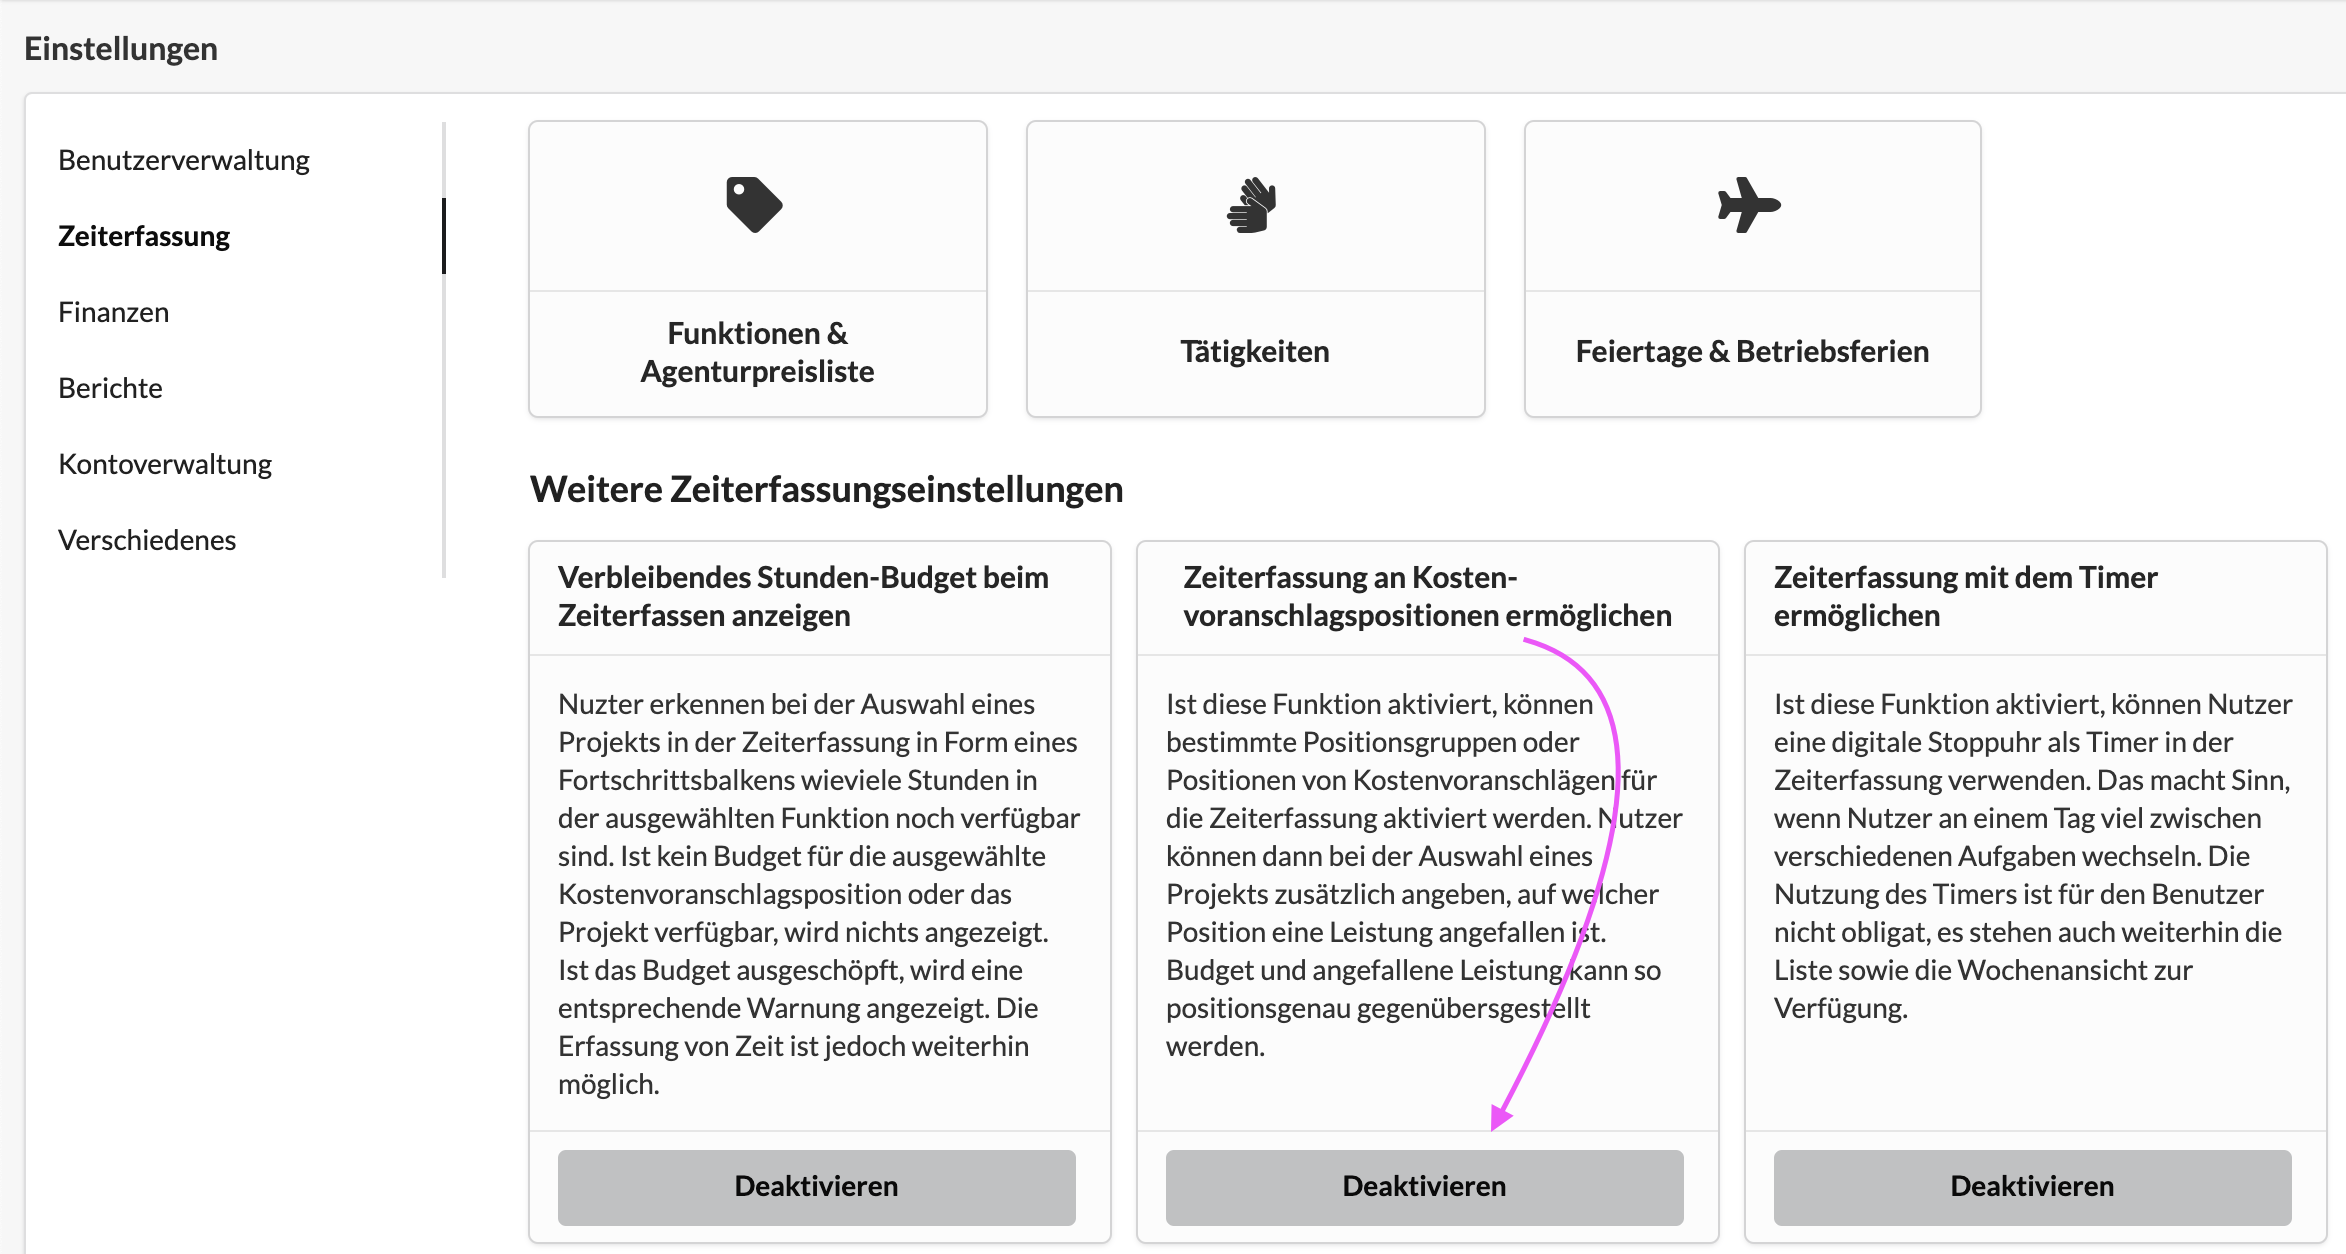 Einstellungen
Benutzerverwaltung
Zeiterfassung
Finanzen
Berichte
Kontoverwaltung
Verschiedenes
Funktionen &
Agenturpreisliste
Tätigkeiten
Feiertage & Betriebsferien
Weitere Zeiterfassungseinstellungen
Verbleibendes Stunden-Budget beim
Zeiterfassen anzeigen
Nuzter erkennen bei der Auswahl eines
Projekts in der Zeiterfassung in Form eines
Fortschrittsbalkens wieviele Stunden in
der ausgewählten Funktion noch verfügbar
sind. Ist kein Budget für die ausgewählte
Kostenvoranschlagsposition oder das
Projekt verfügbar, wird nichts angezeigt.
Ist das Budget ausgeschöpft, wird eine
entsprechende Warnung angezeigt. Die
Erfassung von Zeit ist jedoch weiterhin
möglich.
Deaktivieren
Zeiterfassung an Kosten-
voranschlagspositionen ermöglichen
Ist diese Funktion aktiviert, können
bestimmte Positionsgruppen oder
Positionen von Kostenvoranschlägen für
die Zeiterfassung aktiviert werden. Nutzer
können dann bei der Auswahl eines
Projekts zusätzlich angeben, auf welcher
Position eine Leistung angefallen ist.
Budget und angefallene Leistung kann so
positionsgenau gegenübersgestellt
werden.
Deaktivieren
Zeiterfassung mit dem Timer
ermöglichen
Ist diese Funktion aktiviert, können Nutzer
eine digitale Stoppuhr als Timer in der
Zeiterfassung verwenden. Das macht Sinn,
wenn Nutzer an einem Tag viel zwischen
verschiedenen Aufgaben wechseln. Die
Nutzung des Timers ist für den Benutzer
nicht obligat, es stehen auch weiterhin die
Liste sowie die Wochenansicht zur
Verfügung.
Deaktivieren